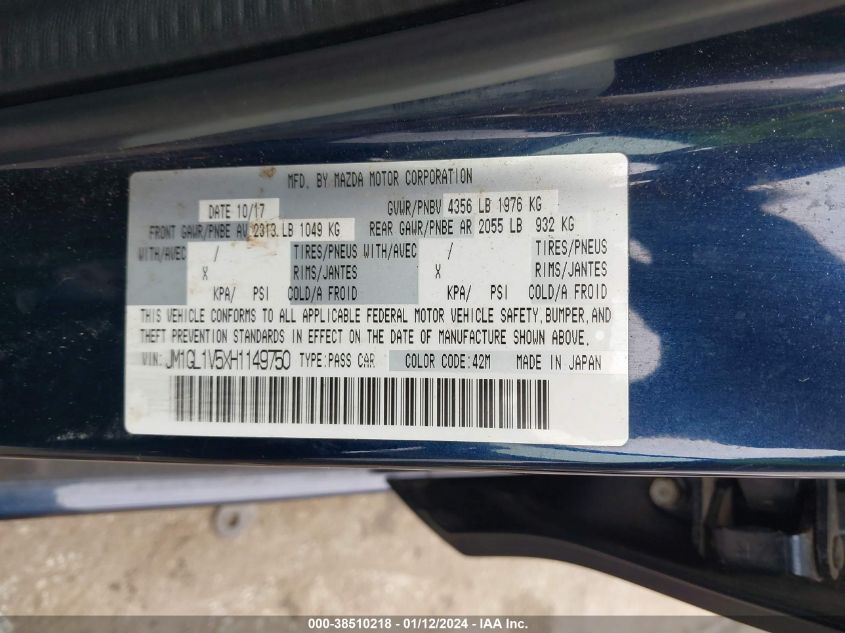 MFD. BY MAZDA MOTOR CORPORATION
DATE 10/17 GVWR/PNBV 4356 LB 1976 KG
FRONT GAWR/PNBE AV 2313 LB 1049 KG REAR GAWR/PNBE AR 2055 LB 932 KG
WITH/AVEC / TIRES/PNEUS WITH/AVEC / TIRES/PNEUS
X RIMS/JANTES X RIMS/JANTES
KPA/ PSI COLD/A FROID KPA/ PSI COLD/A FROID
THIS VEHICLE CONFORMS TO ALL APPLICABLE FEDERAL MOTOR VEHICLE SAFETY, BUMPER, AND
THEFT PREVENTION STANDARDS IN EFFECT ON THE DATE OF MANUFACTURE SHOWN ABOVE.
VIN: JM1GL1V5XH1149750 TYPE:PASS CAR COLOR CODE:42M MADE IN JAPAN
000-38510218 - 01/12/2024 - IAA Inc.